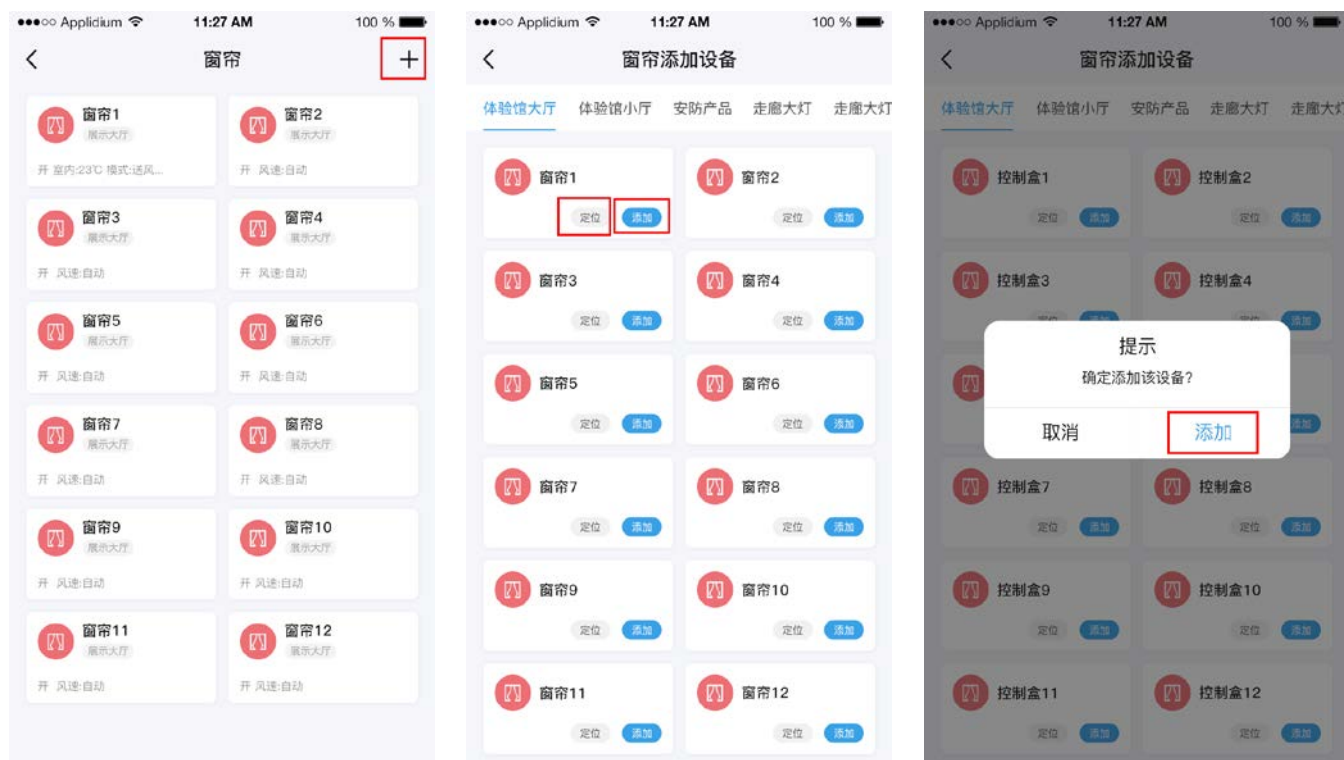 ●●●○○ Applidium 11:27 AM 100 %
窗帘 +
窗帘1 窗帘2
展示大厅 展示大厅
开 室内:23℃ 模式:送风... 开 风速:自动
窗帘3 窗帘4
展示大厅 展示大厅
开 风速:自动 开 风速:自动
窗帘5 窗帘6
展示大厅 展示大厅
开 风速:自动 开 风速:自动
窗帘7 窗帘8
展示大厅 展示大厅
开 风速:自动 开 风速:自动
窗帘9 窗帘10
展示大厅 展示大厅
开 风速:自动 开 风速:自动
窗帘11 窗帘12
展示大厅 展示大厅
开 风速:自动 开 风速:自动
●●●○○ Applidium 11:27 AM 100 %
窗帘添加设备
体验馆大厅 体验馆小厅 安防产品 走廊大灯 走廊大灯
窗帘1 窗帘2
定位 添加 定位 添加
窗帘3 窗帘4
定位 添加 定位 添加
窗帘5 窗帘6
定位 添加 定位 添加
窗帘7 窗帘8
定位 添加 定位 添加
窗帘9 窗帘10
定位 添加 定位 添加
窗帘11 窗帘12
定位 添加 定位 添加
●●●○○ Applidium 11:27 AM 100 %
窗帘添加设备
体验馆大厅 体验馆小厅 安防产品 走廊大灯 走廊大灯
控制盒1 控制盒2
定位 添加 定位 添加
控制盒3 控制盒4
定位 添加 定位 添加
提示
确定添加该设备?
取消 添加
添加
控制盒7 控制盒8
定位 添加 定位 添加
控制盒9 控制盒10
定位 添加 定位 添加
控制盒11 控制盒12
定位 添加 定位 添加